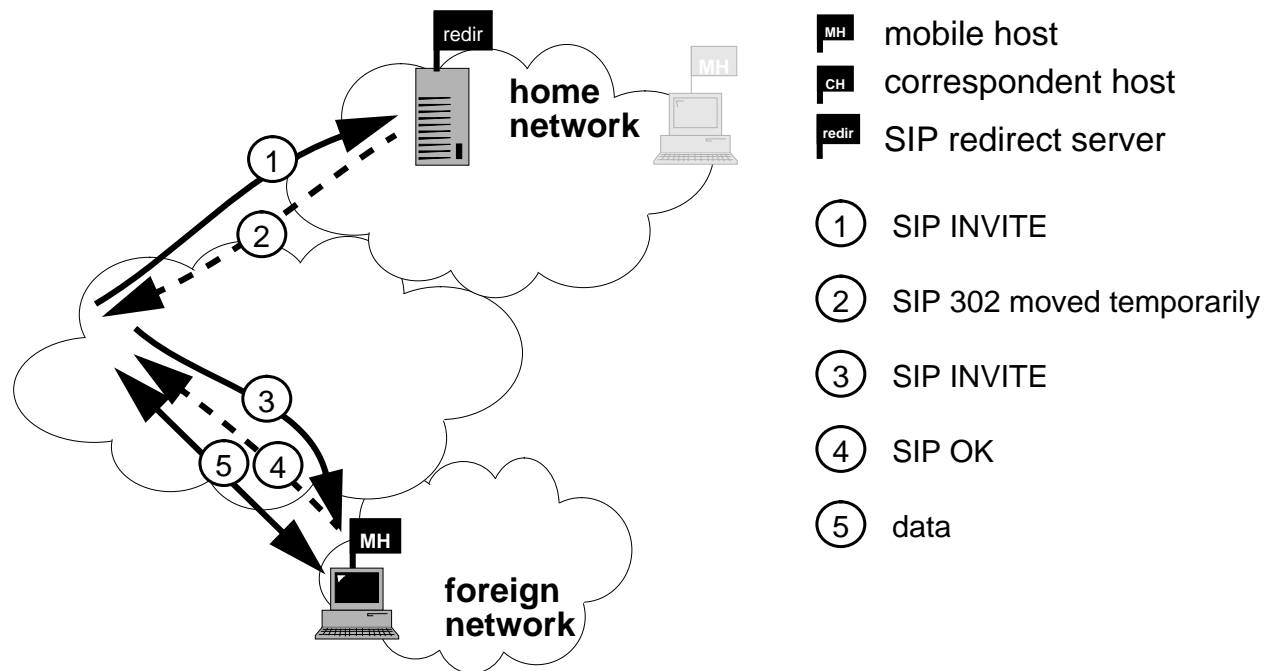 redir
MH
home
network
1
2
3
5
4
MH
foreign
network
MH mobile host
CH correspondent host
redir SIP redirect server
1 SIP INVITE
2 SIP 302 moved temporarily
3 SIP INVITE
4 SIP OK
5 data